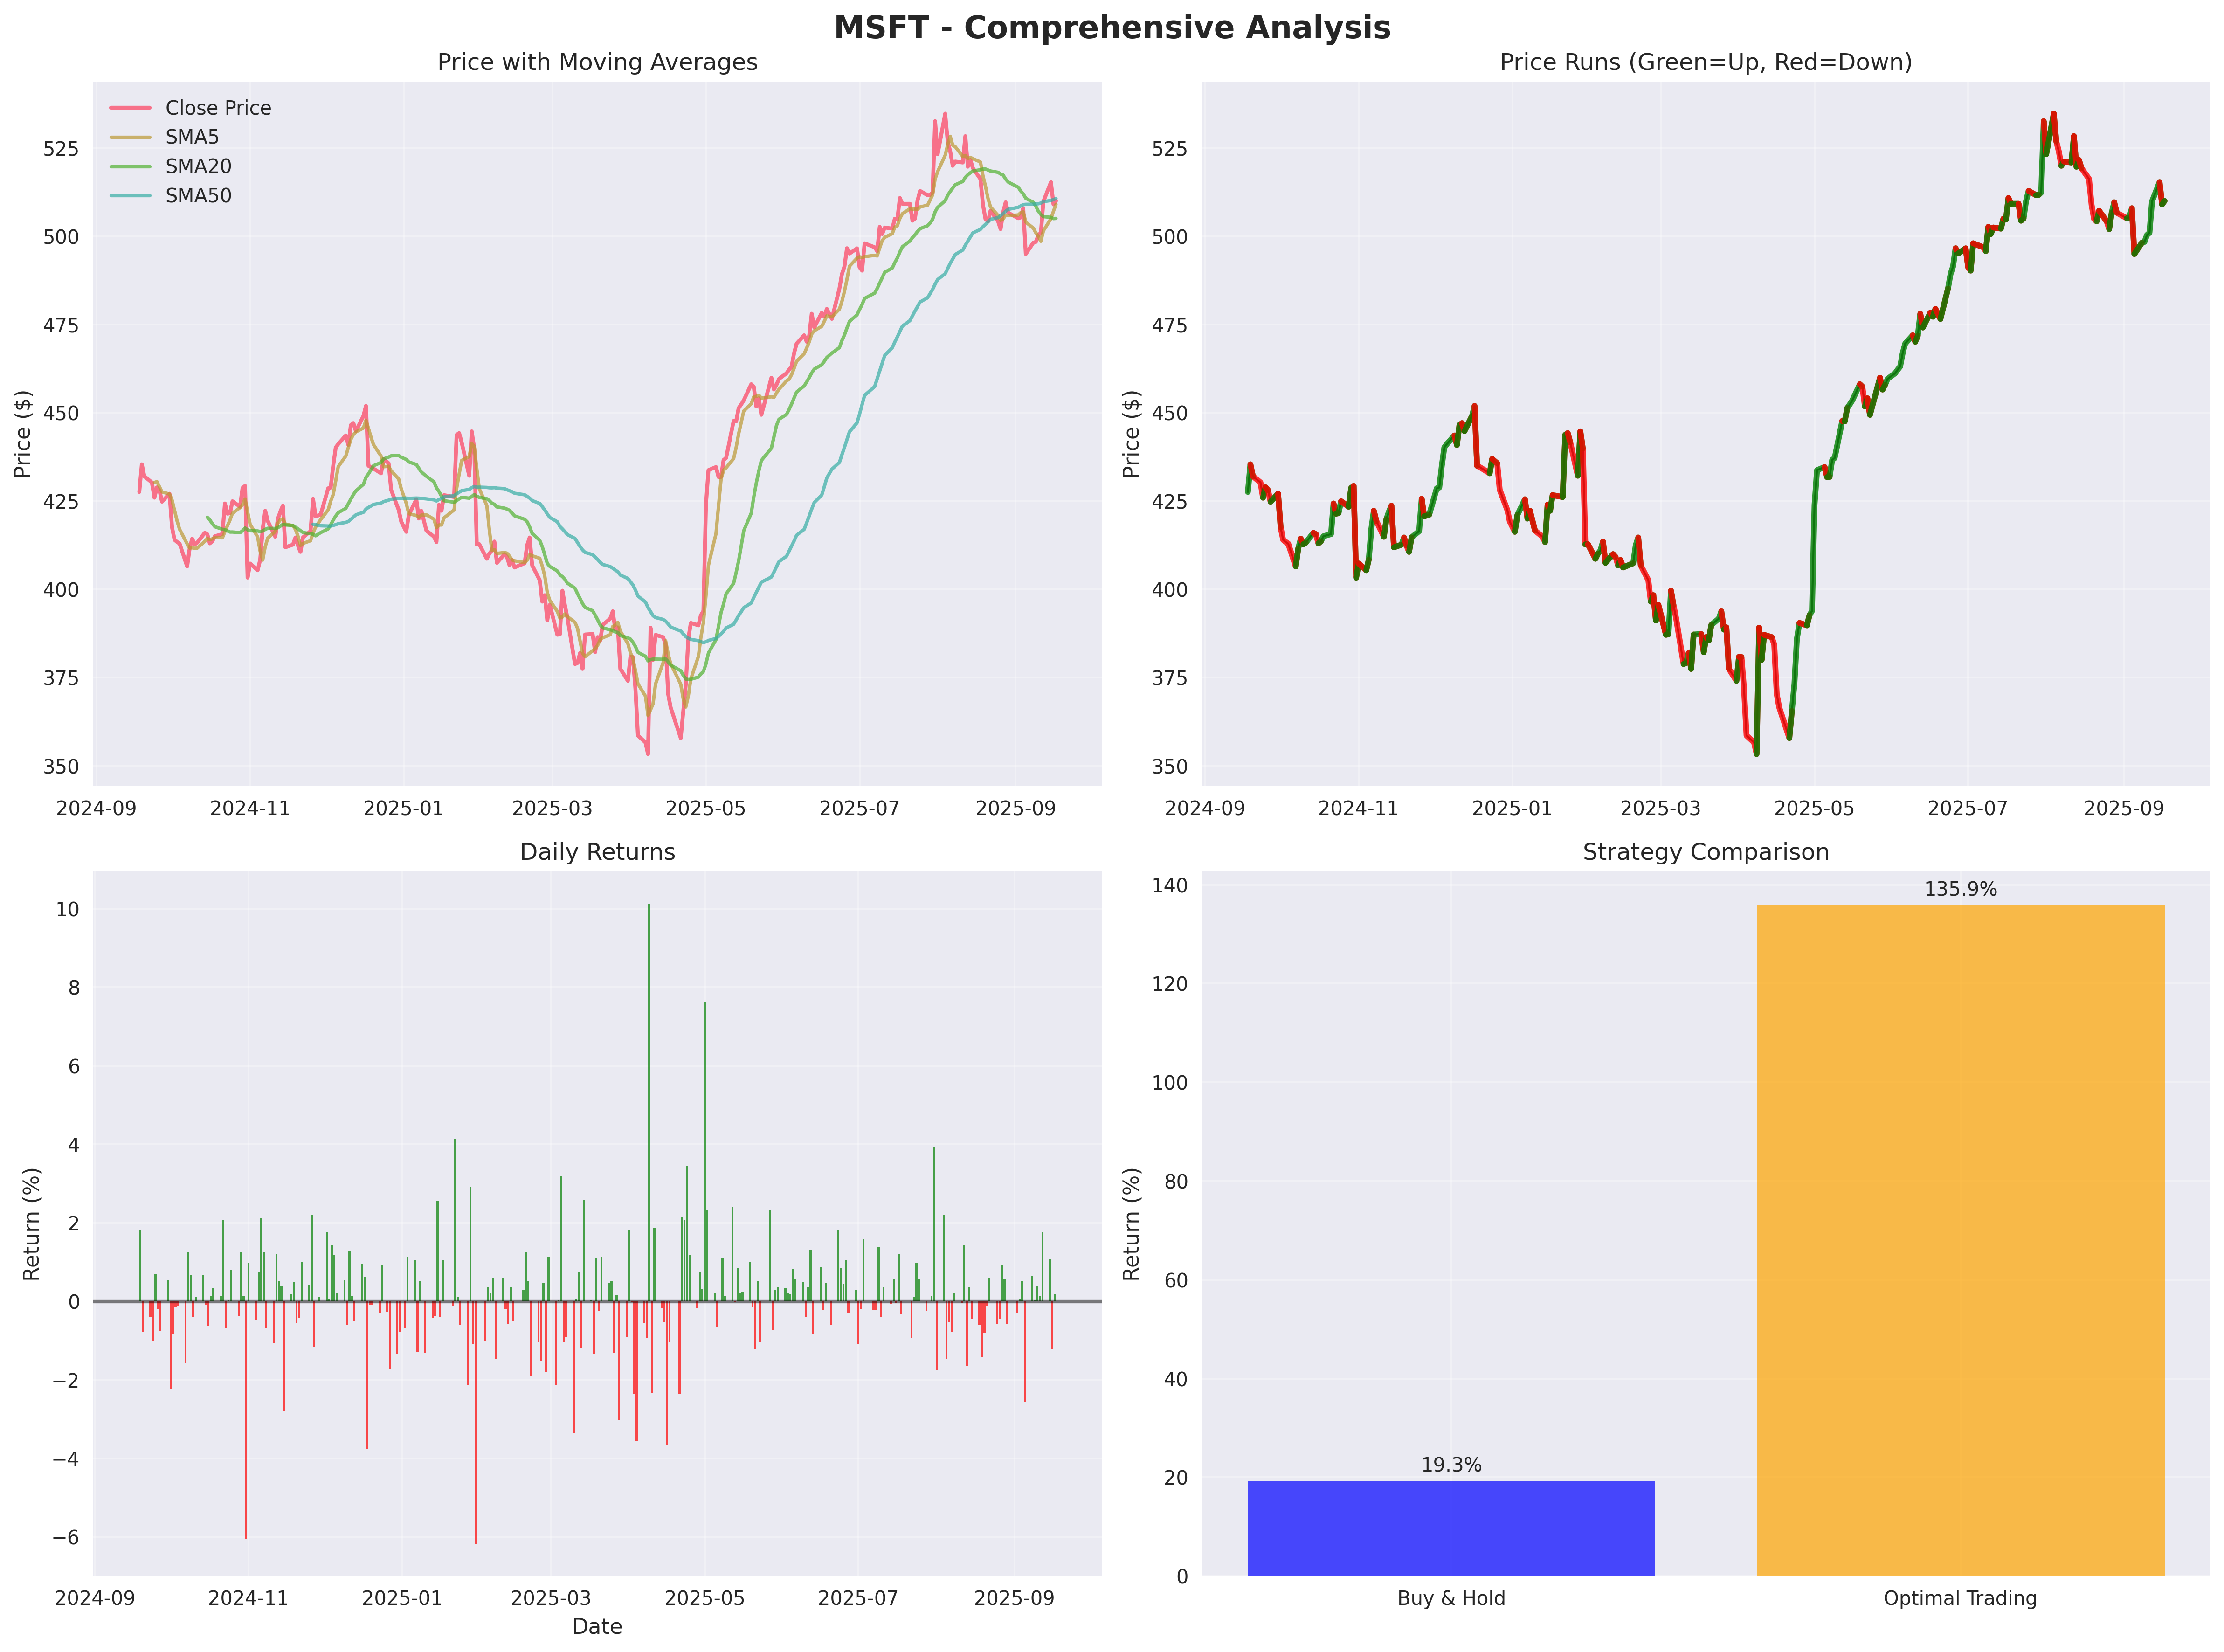 MSFT - Comprehensive Analysis
Price with Moving Averages
Close Price
SMA5
SMA20
SMA50
Price ($)
525
500
475
450
425
400
375
350
2024-09 2024-11 2025-01 2025-03 2025-05 2025-07 2025-09
Price Runs (Green=Up, Red=Down)
Price ($)
525
500
475
450
425
400
375
350
2024-09 2024-11 2025-01 2025-03 2025-05 2025-07 2025-09
Daily Returns
Return (%)
10
8
6
4
2
0
−2
−4
−6
2024-09 2024-11 2025-01 2025-03 2025-05 2025-07 2025-09
Date
Strategy Comparison
Return (%)
140
120
100
80
60
40
20
0
135.9%
19.3%
Buy & Hold Optimal Trading